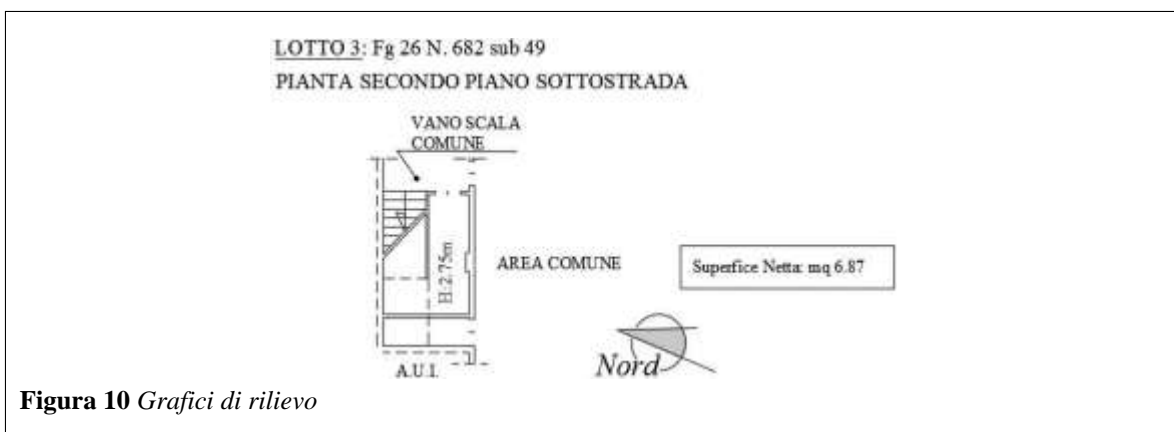 LOTTO 3: Fg 26 N. 682 sub 49
PIANTA SECONDO PIANO SOTTOSTRADA
VANO SCALA
COMUNE
H:2.75m
AREA COMUNE
Superfice Netta: mq 6.87
A.U.I.
Nord
Figura 10 Grafici di rilievo